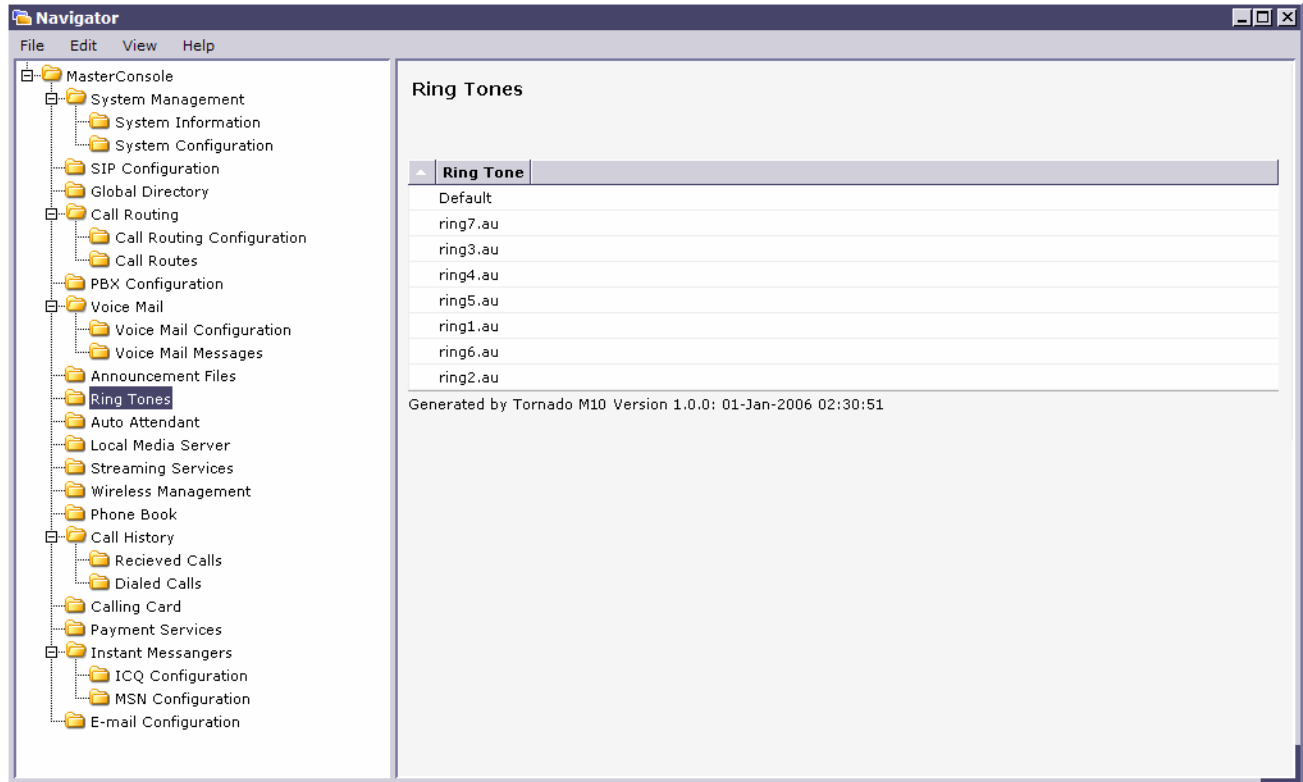 Navigator
File Edit View Help
MasterConsole
System Management
System Information
System Configuration
SIP Configuration
Global Directory
Call Routing
Call Routing Configuration
Call Routes
PBX Configuration
Voice Mail
Voice Mail Configuration
Voice Mail Messages
Announcement Files
Ring Tones
Auto Attendant
Local Media Server
Streaming Services
Wireless Management
Phone Book
Call History
Recieved Calls
Dialed Calls
Calling Card
Payment Services
Instant Messangers
ICQ Configuration
MSN Configuration
E-mail Configuration
Ring Tones
Ring Tone
Default
ring7.au
ring3.au
ring4.au
ring5.au
ring1.au
ring6.au
ring2.au
Generated by Tornado M10 Version 1.0.0: 01-Jan-2006 02:30:51